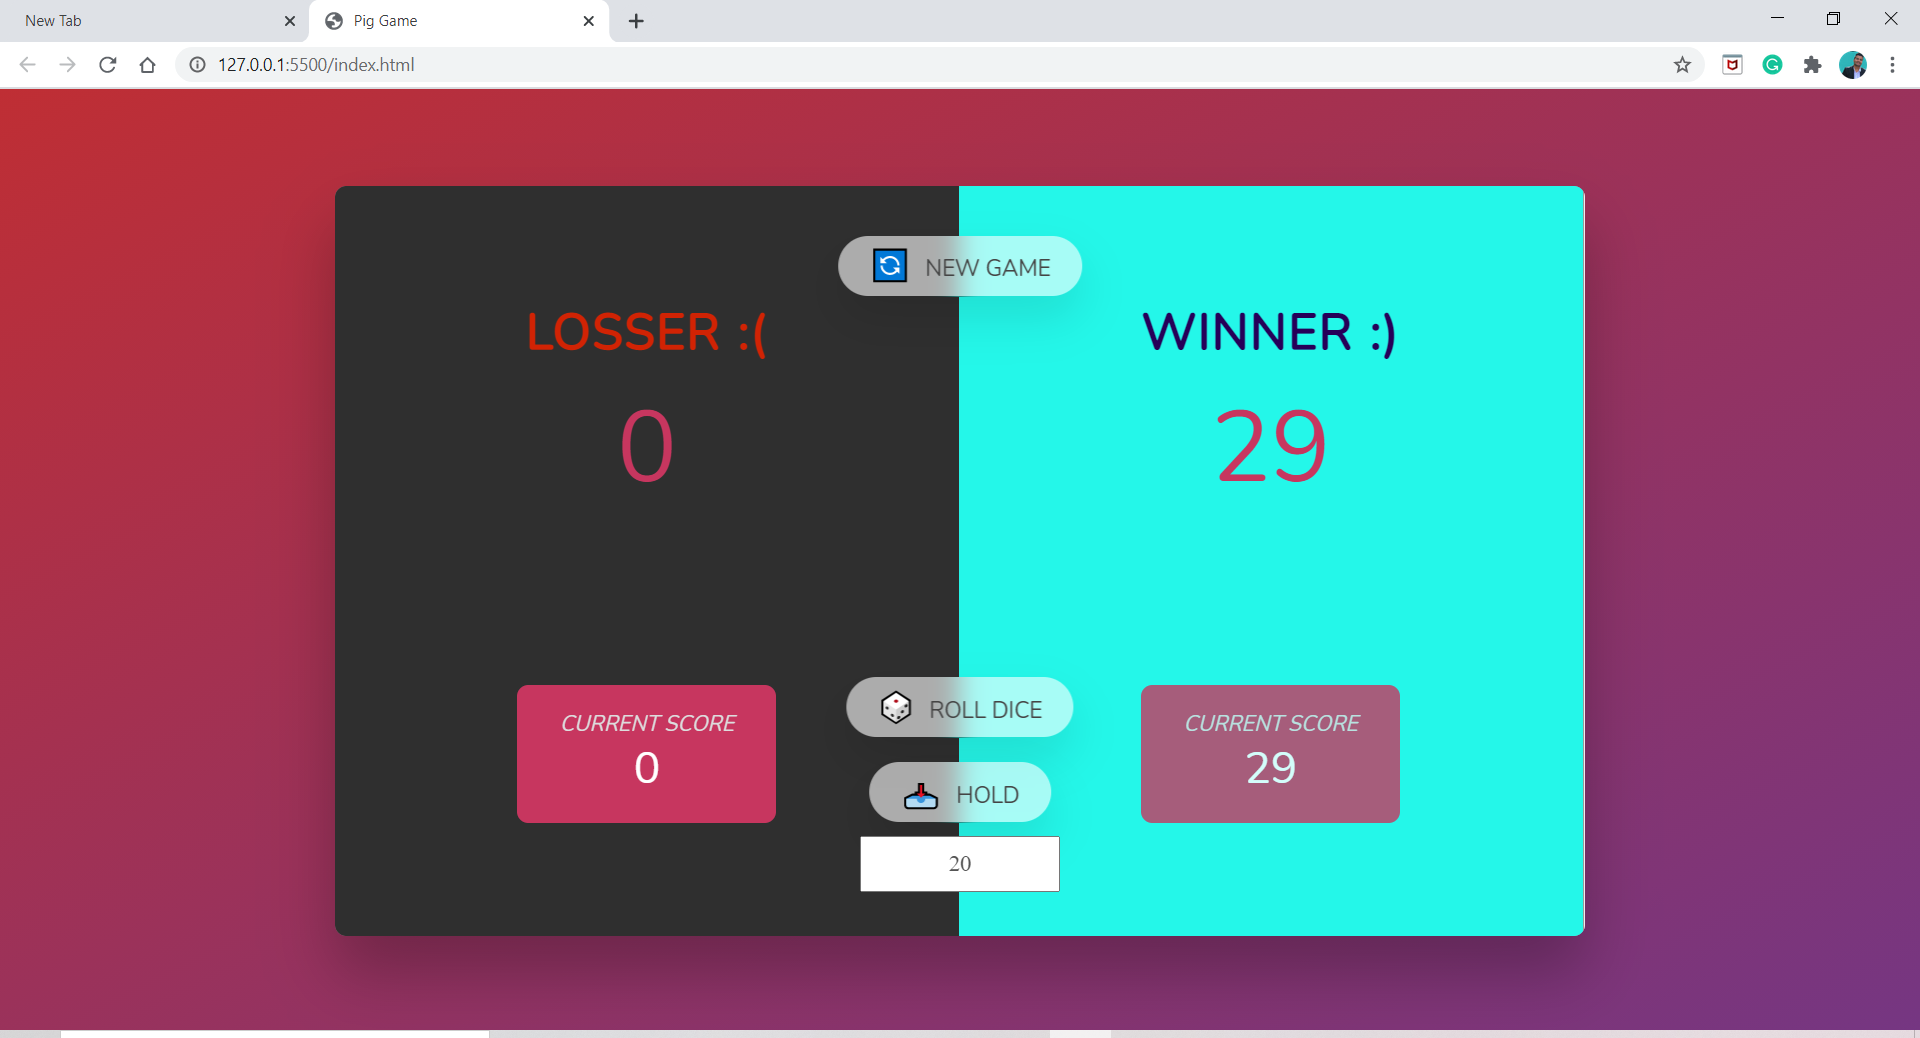 New Tab
Pig Game
127.0.0.1:5500/index.html
NEW GAME
LOSSER :(
WINNER :)
0
29
CURRENT SCORE
0
ROLL DICE
CURRENT SCORE
29
HOLD
20